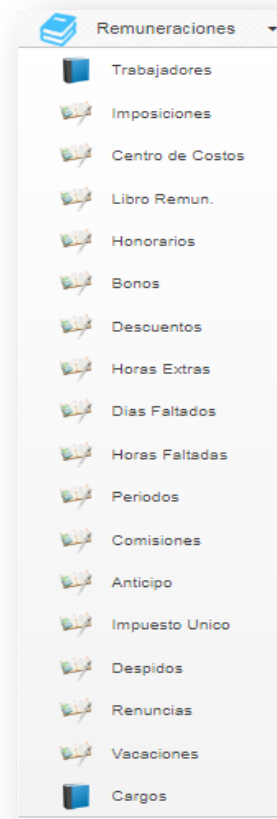 Remuneraciones
Trabajadores
Imposiciones
Centro de Costos
Libro Remun.
Honorarios
Bonos
Descuentos
Horas Extras
Dias Faltados
Horas Faltadas
Periodos
Comisiones
Anticipo
Impuesto Unico
Despidos
Renuncias
Vacaciones
Cargos